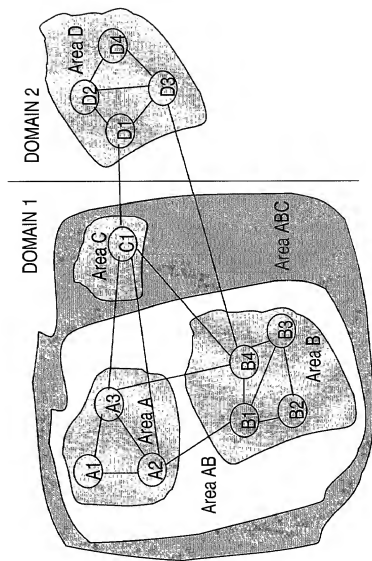 DOMAIN 1
DOMAIN 2
Area ABC
Area AB
Area A
A1
A2
A3
Area B
B1
B2
B3
B4
Area C
C1
Area D
D1
D2
D3
D4